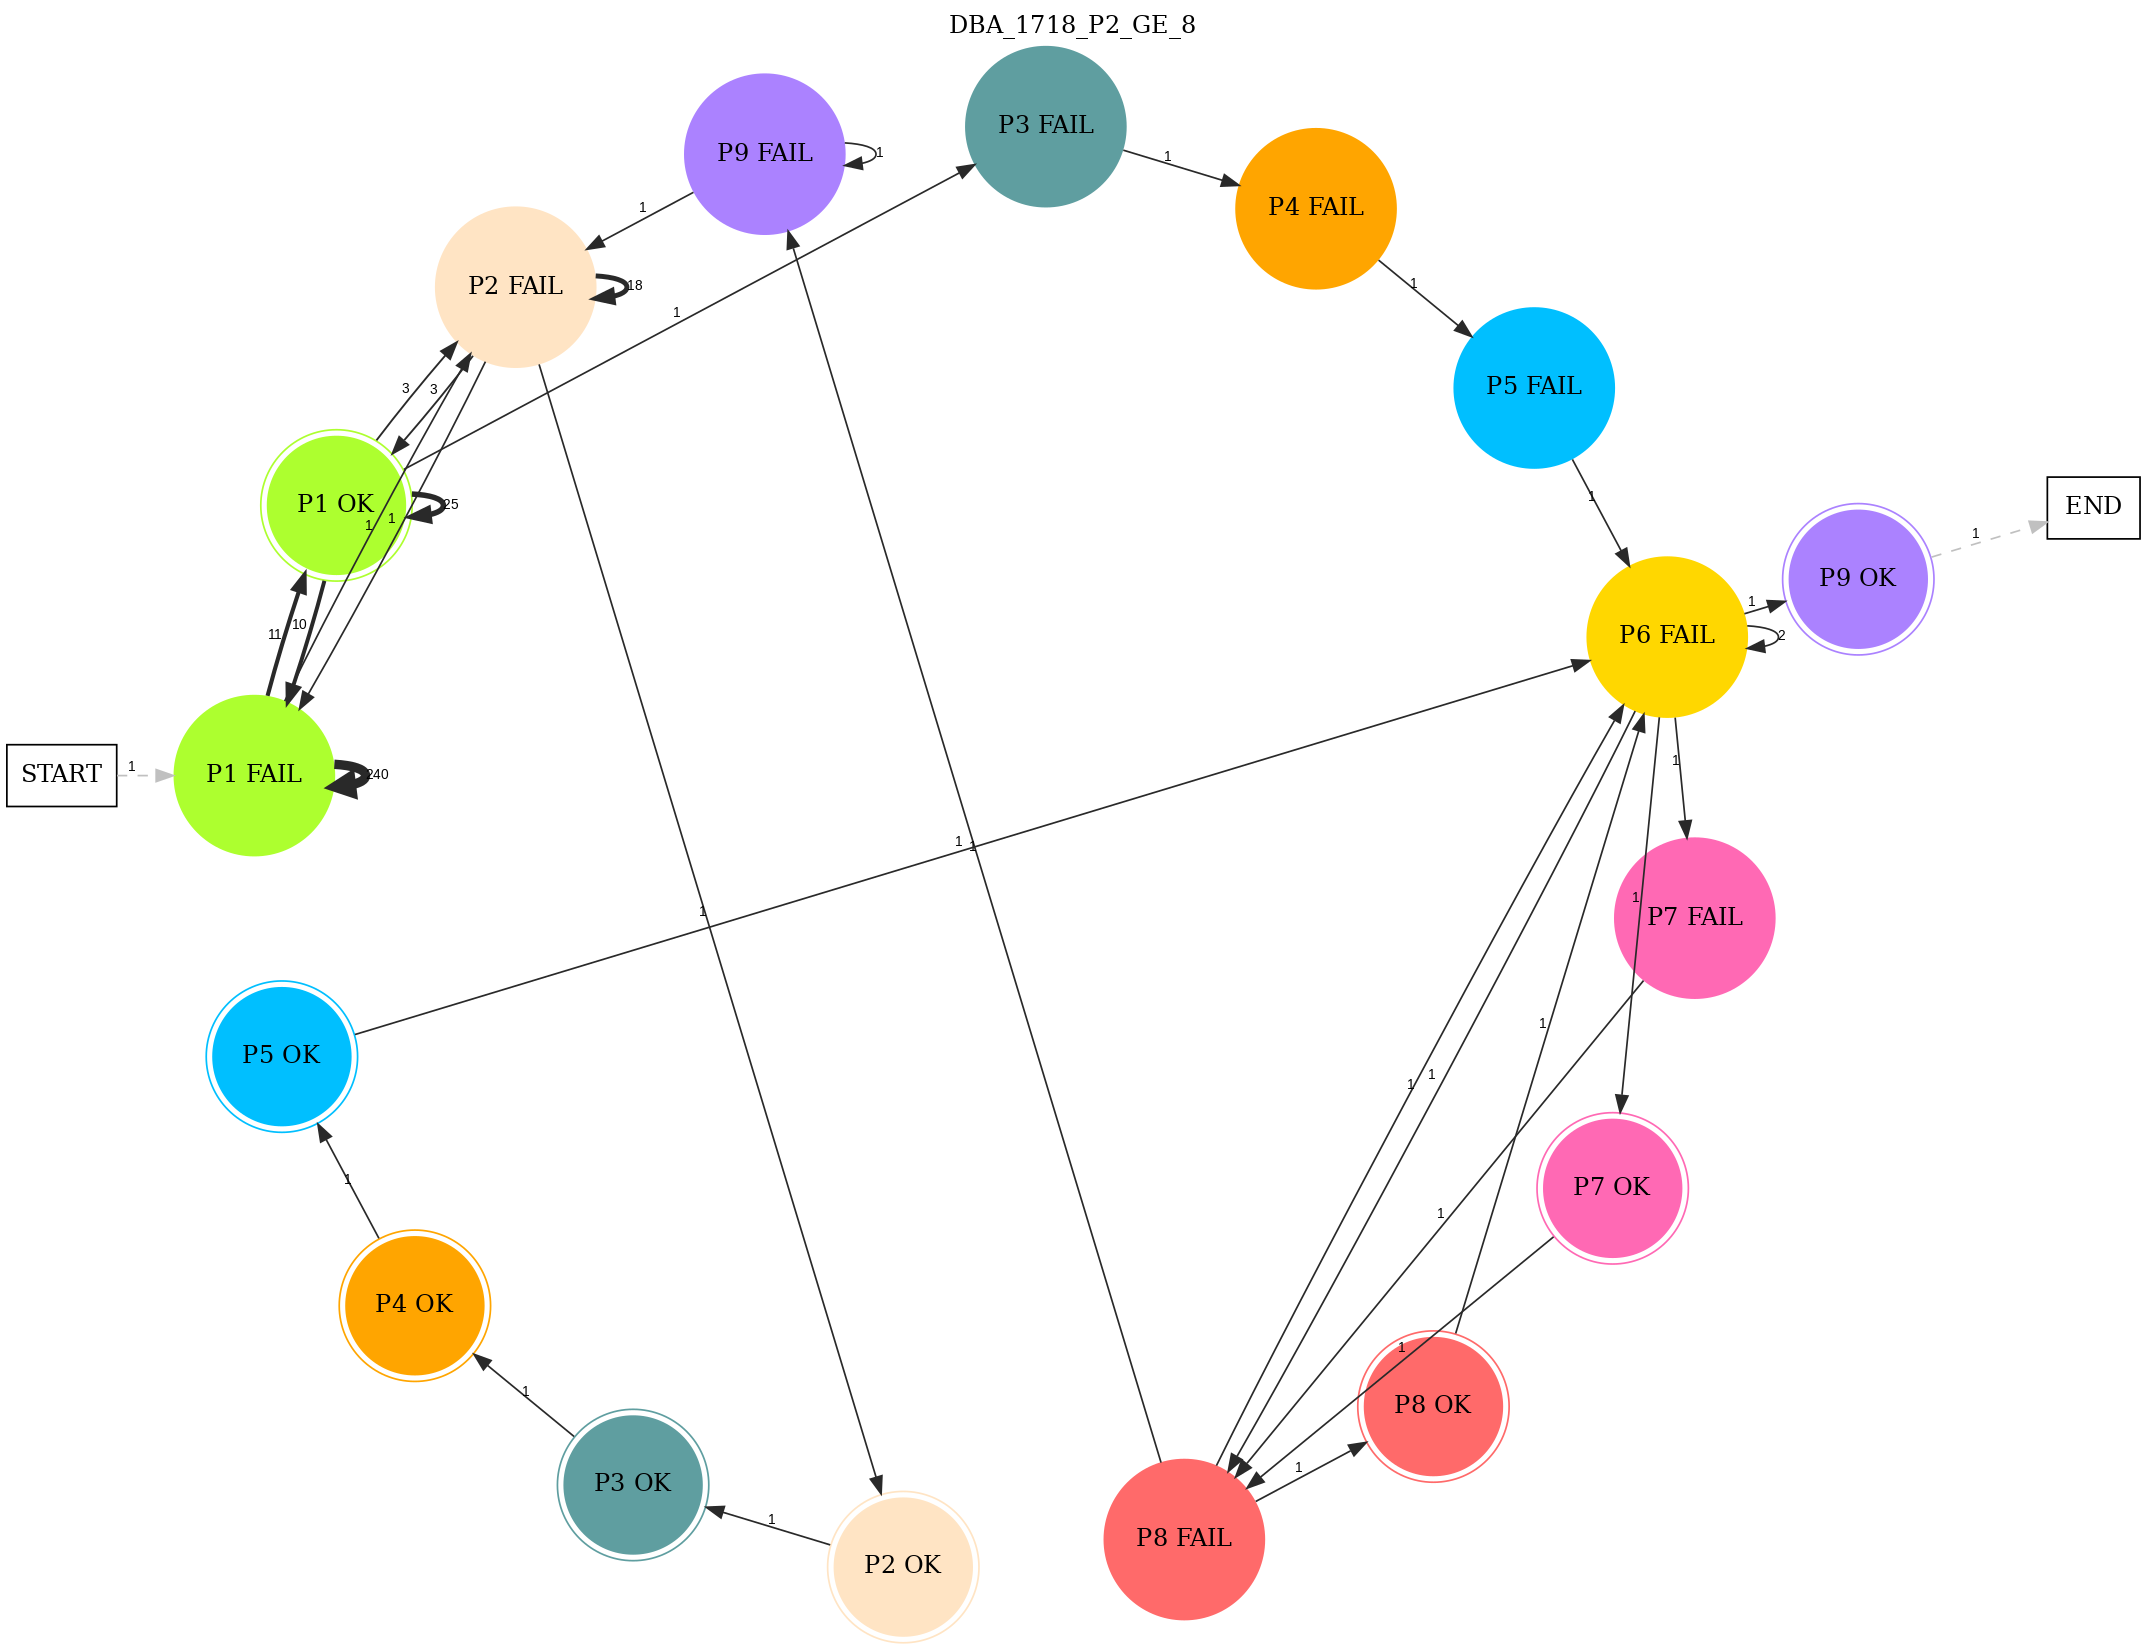 DBA_1718_P2_GE_8
P3 FAIL
P9 FAIL
1
1
P4 FAIL
1
P2 FAIL
18
1
1
P5 FAIL
3
3
P1 OK
25
1
1
1
END
1
P9 OK
1
11
10
P6 FAIL
2
START
1
P1 FAIL
240
1
1
1
1
1
P7 FAIL
1
P5 OK
1
1
1
1
P7 OK
1
P4 OK
1
1
P8 OK
1
P3 OK
1
P8 FAIL
P2 OK